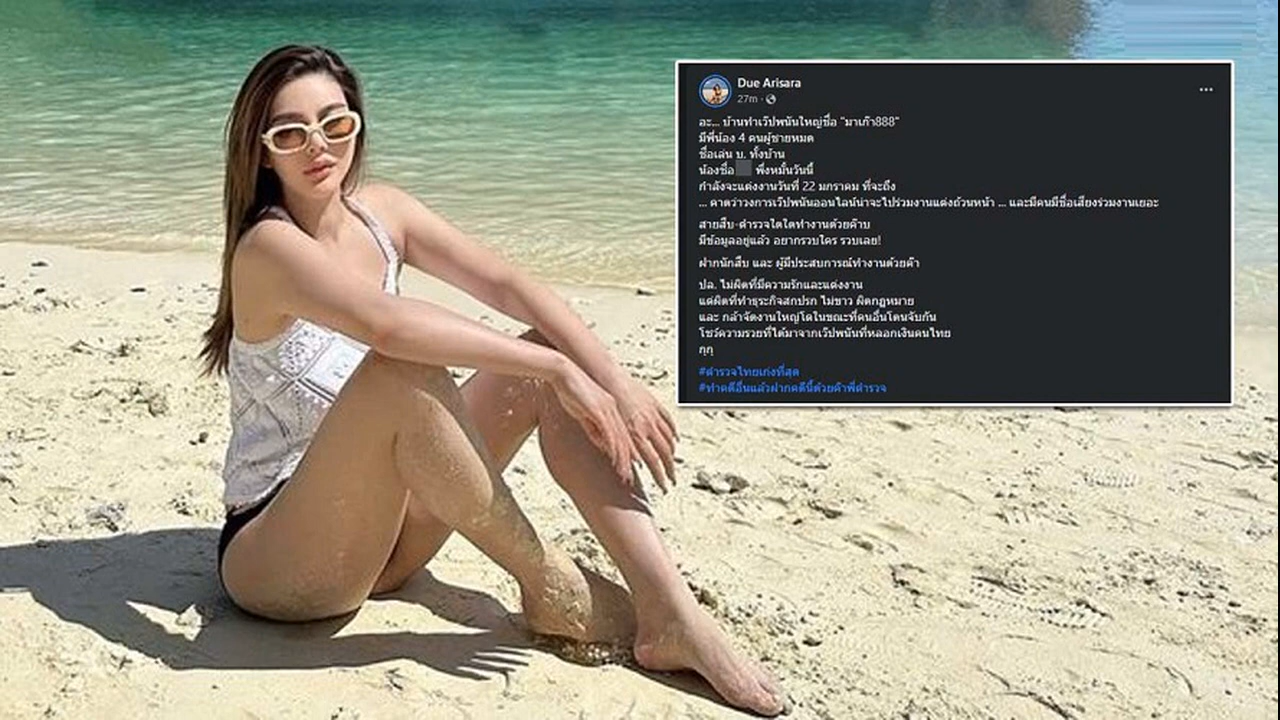 Due Arisara
27m
อะ... บ้านทำเว็ปพนันใหญ่ชื่อ "มาเก๊า888"
มีพี่น้อง 4 คนผู้ชายหมด
ชื่อเล่น บ. ทั้งบ้าน
น้องชื่อ พึ่งหมั้นวันนี้
กำลังจะแต่งงานวันที่ 22 มกราคม ที่จะถึง
... คาดว่าวงการเว็ปพนันออนไลน์น่าจะไปร่วมงานแต่งถ้วนหน้า ... และมีคนมีชื่อเสียงร่วมงานเยอะ
สายสืบ-ตำรวจใดใดทำงานด้วยค๊าบ
มีข้อมูลอยู่แล้ว อยากรวบใคร รวบเลย!
ฝากนักสืบ และ ผู้มีประสบการณ์ทำงานด้วยค๊า
ปล. ไม่ผิดที่มีความรักและแต่งงาน
แต่ผิดที่ทำธุระกิจสกปรก ไม่ขาว ผิดกฎหมาย
และ กล้าจัดงานใหญ่โตในขณะที่คนอื่นโดนจับกัน
โชว์ความรวยที่ได้มาจากเว็ปพนันที่หลอกเงินคนไทย
กุกุ
#ตำรวจไทยเก่งที่สุด
#ทำคดีอื่นแล้วฝากคดีนี้ด้วยค๊าพี่ตำรวจ